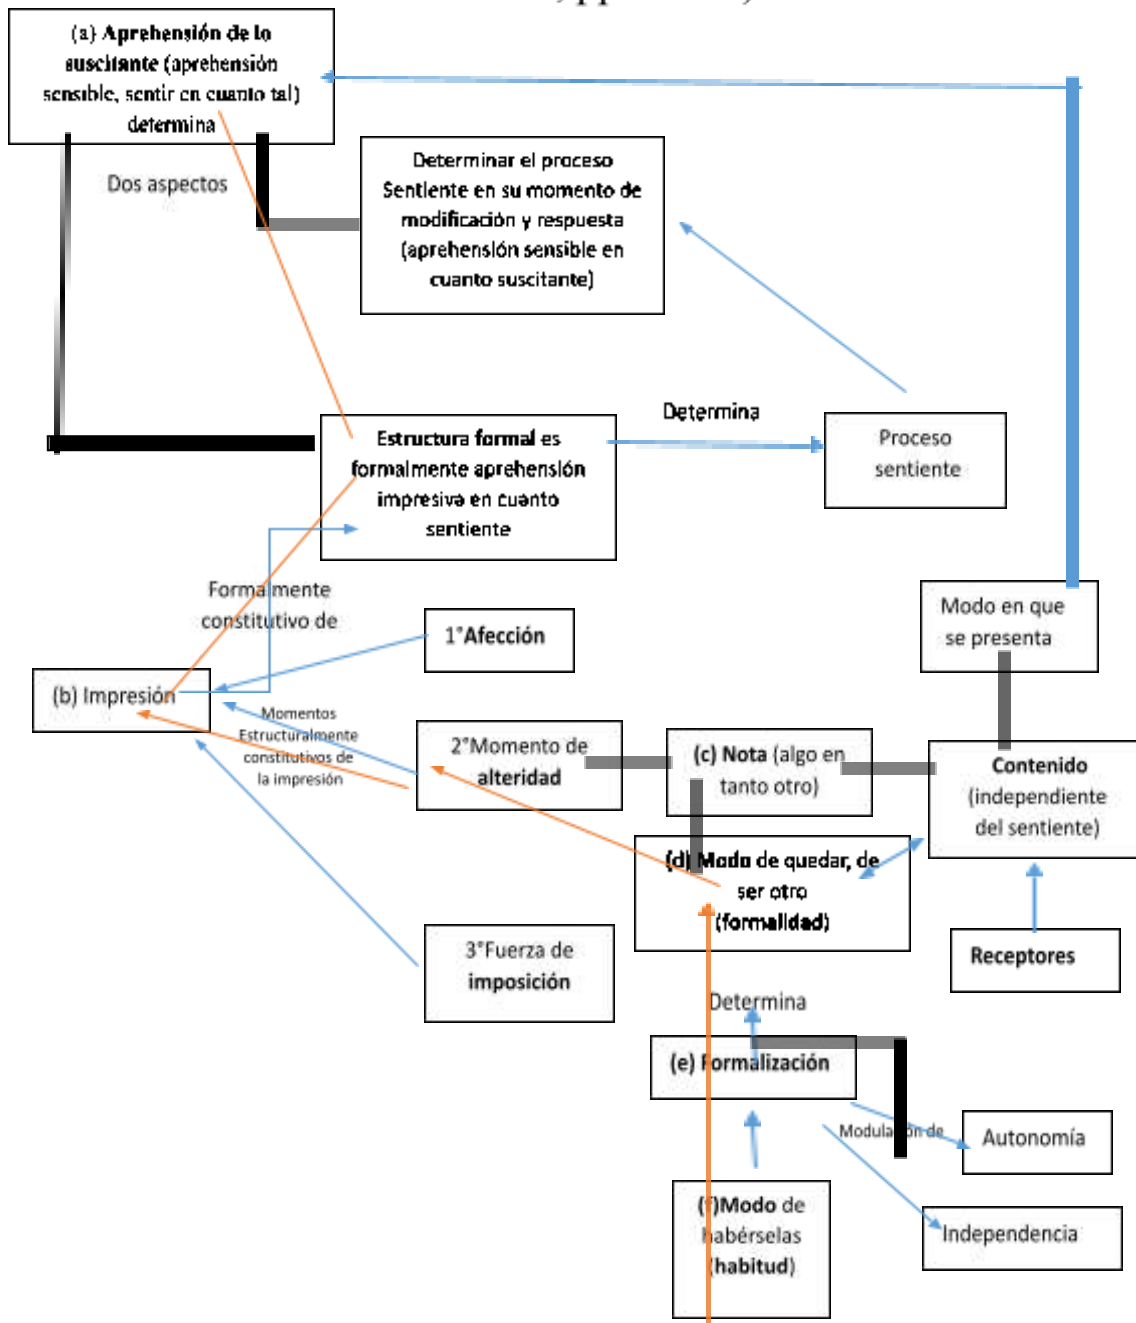 (a) Aprehensión de lo
suscitante (aprehensión
sensible, sentir en cuanto tal)
determina
Dos aspectos
Determinar el proceso
Sentiente en su momento de
modificación y respuesta
(aprehensión sensible en
cuanto suscitante)
Estructura formal es
formalmente aprehensión
impresiva en cuanto
sentiente
Determina
Proceso
sentiente
Formalmente
constitutivo de
1°Afección
Modo en que
se presenta
(b) Impresión
Momentos
Estructuralmente
constitutivos de
la impresión
2°Momento de
alteridad
(c) Nota (algo en
tanto otro)
Contenido
(independiente
del sentiente)
(d) Modo de quedar, de
ser otro
(formalidad)
3°Fuerza de
imposición
Receptores
Determina
(e) Formalización
Modulación de
Autonomía
(f)Modo de
habérselas
(habitud)
Independencia